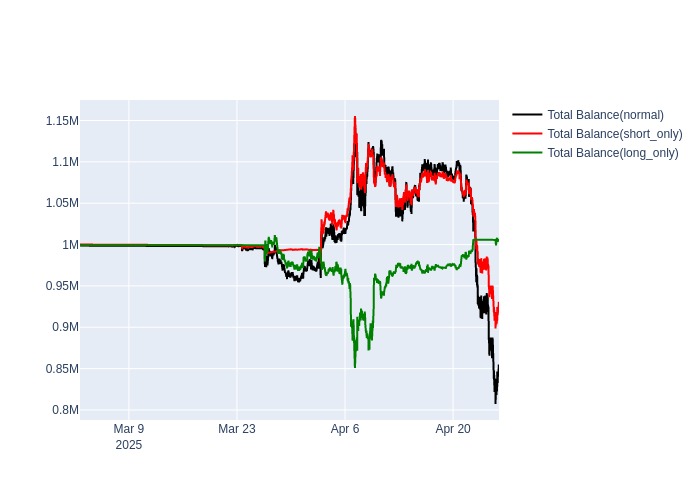 Total Balance(normal)
Total Balance(short_only)
Total Balance(long_only)
1.15M
1.1M
1.05M
1M
0.95M
0.9M
0.85M
0.8M
Mar 9
2025
Mar 23
Apr 6
Apr 20